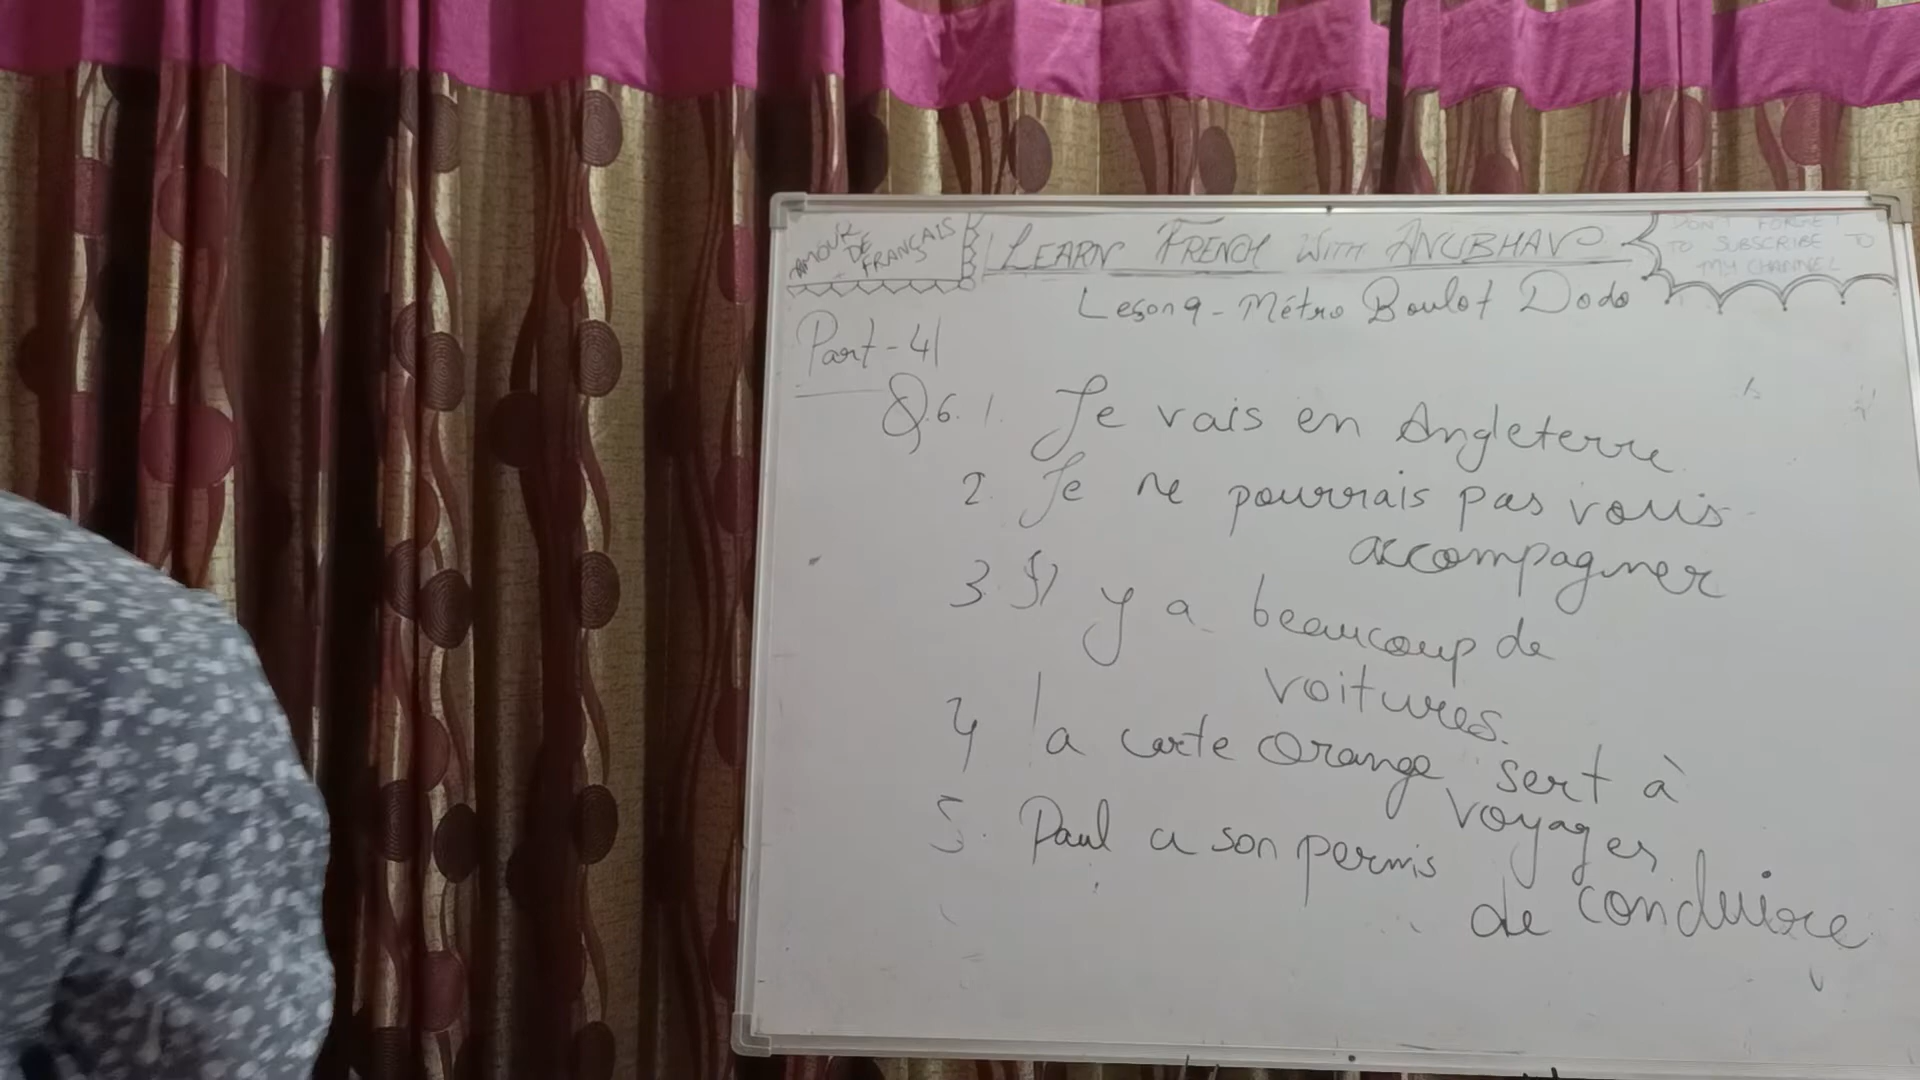 AMOUR DE FRANÇAIS
LEARN FRENCH WITH ANUBHAV
DON'T FORGET
TO SUBSCRIBE TO
MY CHANNEL
Leson 9 - Métro Boulot Dodo
Part - 4
Q.6. 1. Je vais en Angleterre
2. Je ne pourrais pas vous
accompagner
3. Il y a beaucoup de
voitures.
4 la carte Orange sert à
voyager
5. Paul a son permis
de conduire